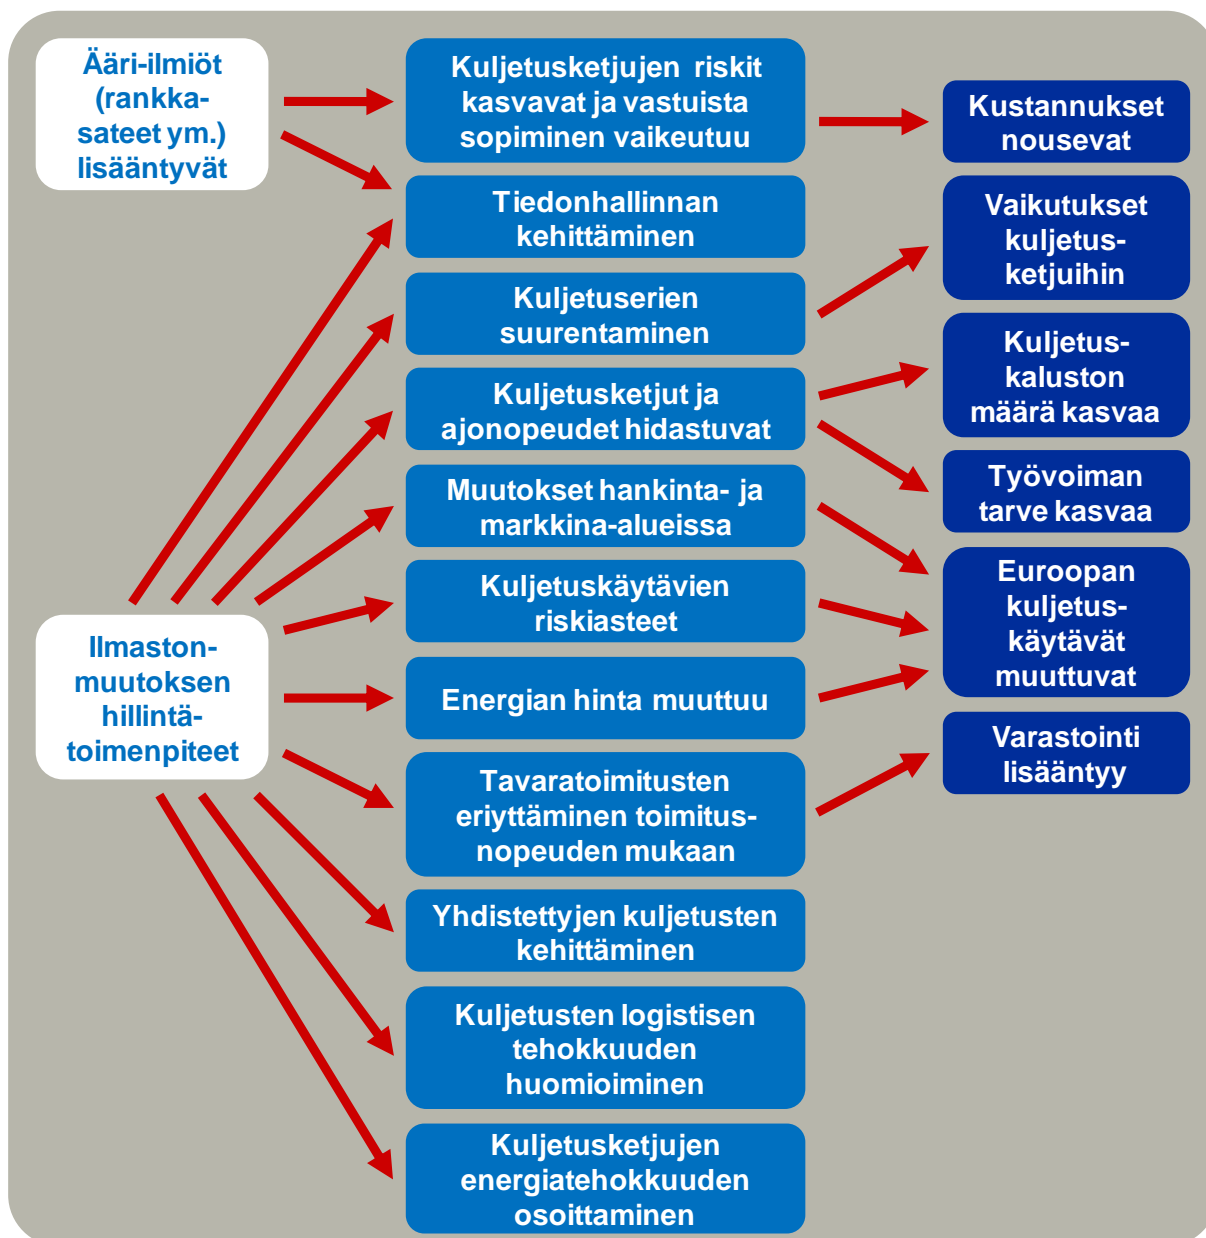 Ääri-ilmiöt
(rankka-
sateet ym.)
lisääntyvät
Ilmaston-
muutoksen
hillintä-
toimenpiteet
Kuljetusketjujen riskit
kasvavat ja vastuista
sopiminen vaikeutuu
Tiedonhallinnan
kehittäminen
Kuljetuserien
suurentaminen
Kuljetusketjut ja
ajonopeudet hidastuvat
Muutokset hankinta- ja
markkina-alueissa
Kuljetuskäytävien
riskiasteet
Energian hinta muuttuu
Tavaratoimitusten
eriyttäminen toimitus-
nopeuden mukaan
Yhdistettyjen kuljetusten
kehittäminen
Kuljetusten logistisen
tehokkuuden
huomioiminen
Kuljetusketjujen
energiatehokkuuden
osoittaminen
Kustannukset
nousevat
Vaikutukset
kuljetus-
ketjuihin
Kuljetus-
kaluston
määrä kasvaa
Työvoiman
tarve kasvaa
Euroopan
kuljetus-
käytävät
muuttuvat
Varastointi
lisääntyy